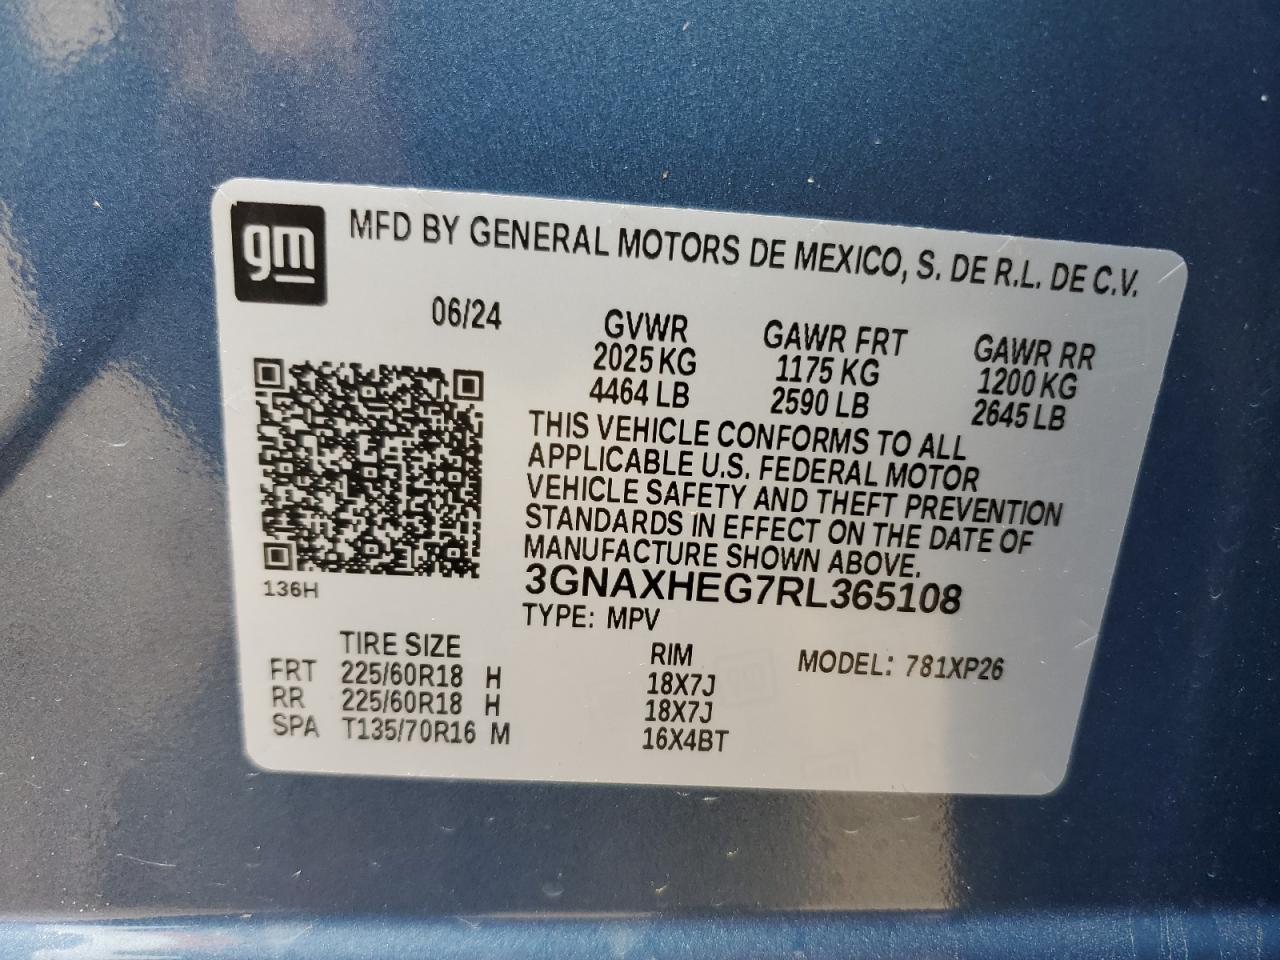 gm
MFD BY GENERAL MOTORS DE MEXICO, S. DE R.L. DE C.V.
06/24 GVWR GAWR FRT GAWR RR
2025 KG 1175 KG 1200 KG
4464 LB 2590 LB 2645 LB
THIS VEHICLE CONFORMS TO ALL
APPLICABLE U.S. FEDERAL MOTOR
VEHICLE SAFETY AND THEFT PREVENTION
STANDARDS IN EFFECT ON THE DATE OF
MANUFACTURE SHOWN ABOVE.
136H
3GNAXHEG7RL365108
TYPE: MPV
TIRE SIZE RIM MODEL: 781XP26
FRT 225/60R18 H 18X7J
RR 225/60R18 H 18X7J
SPA T135/70R16 M 16X4BT